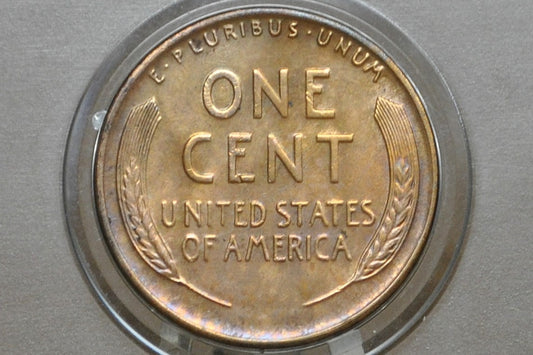 E·PLURIBUS·UNUM
ONE
CENT
UNITED STATES
OF AMERICA